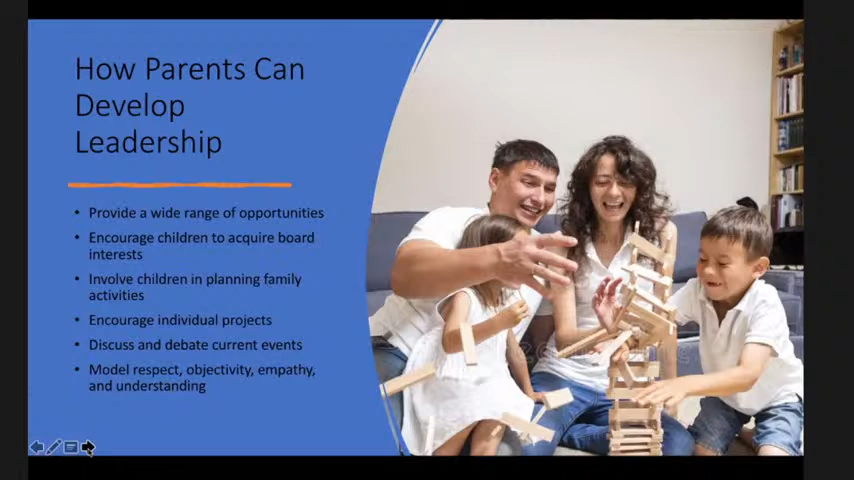 How Parents Can
Develop
Leadership
• Provide a wide range of opportunities
• Encourage children to acquire board
interests
• Involve children in planning family
activities
• Encourage individual projects
• Discuss and debate current events
• Model respect, objectivity, empathy,
and understanding